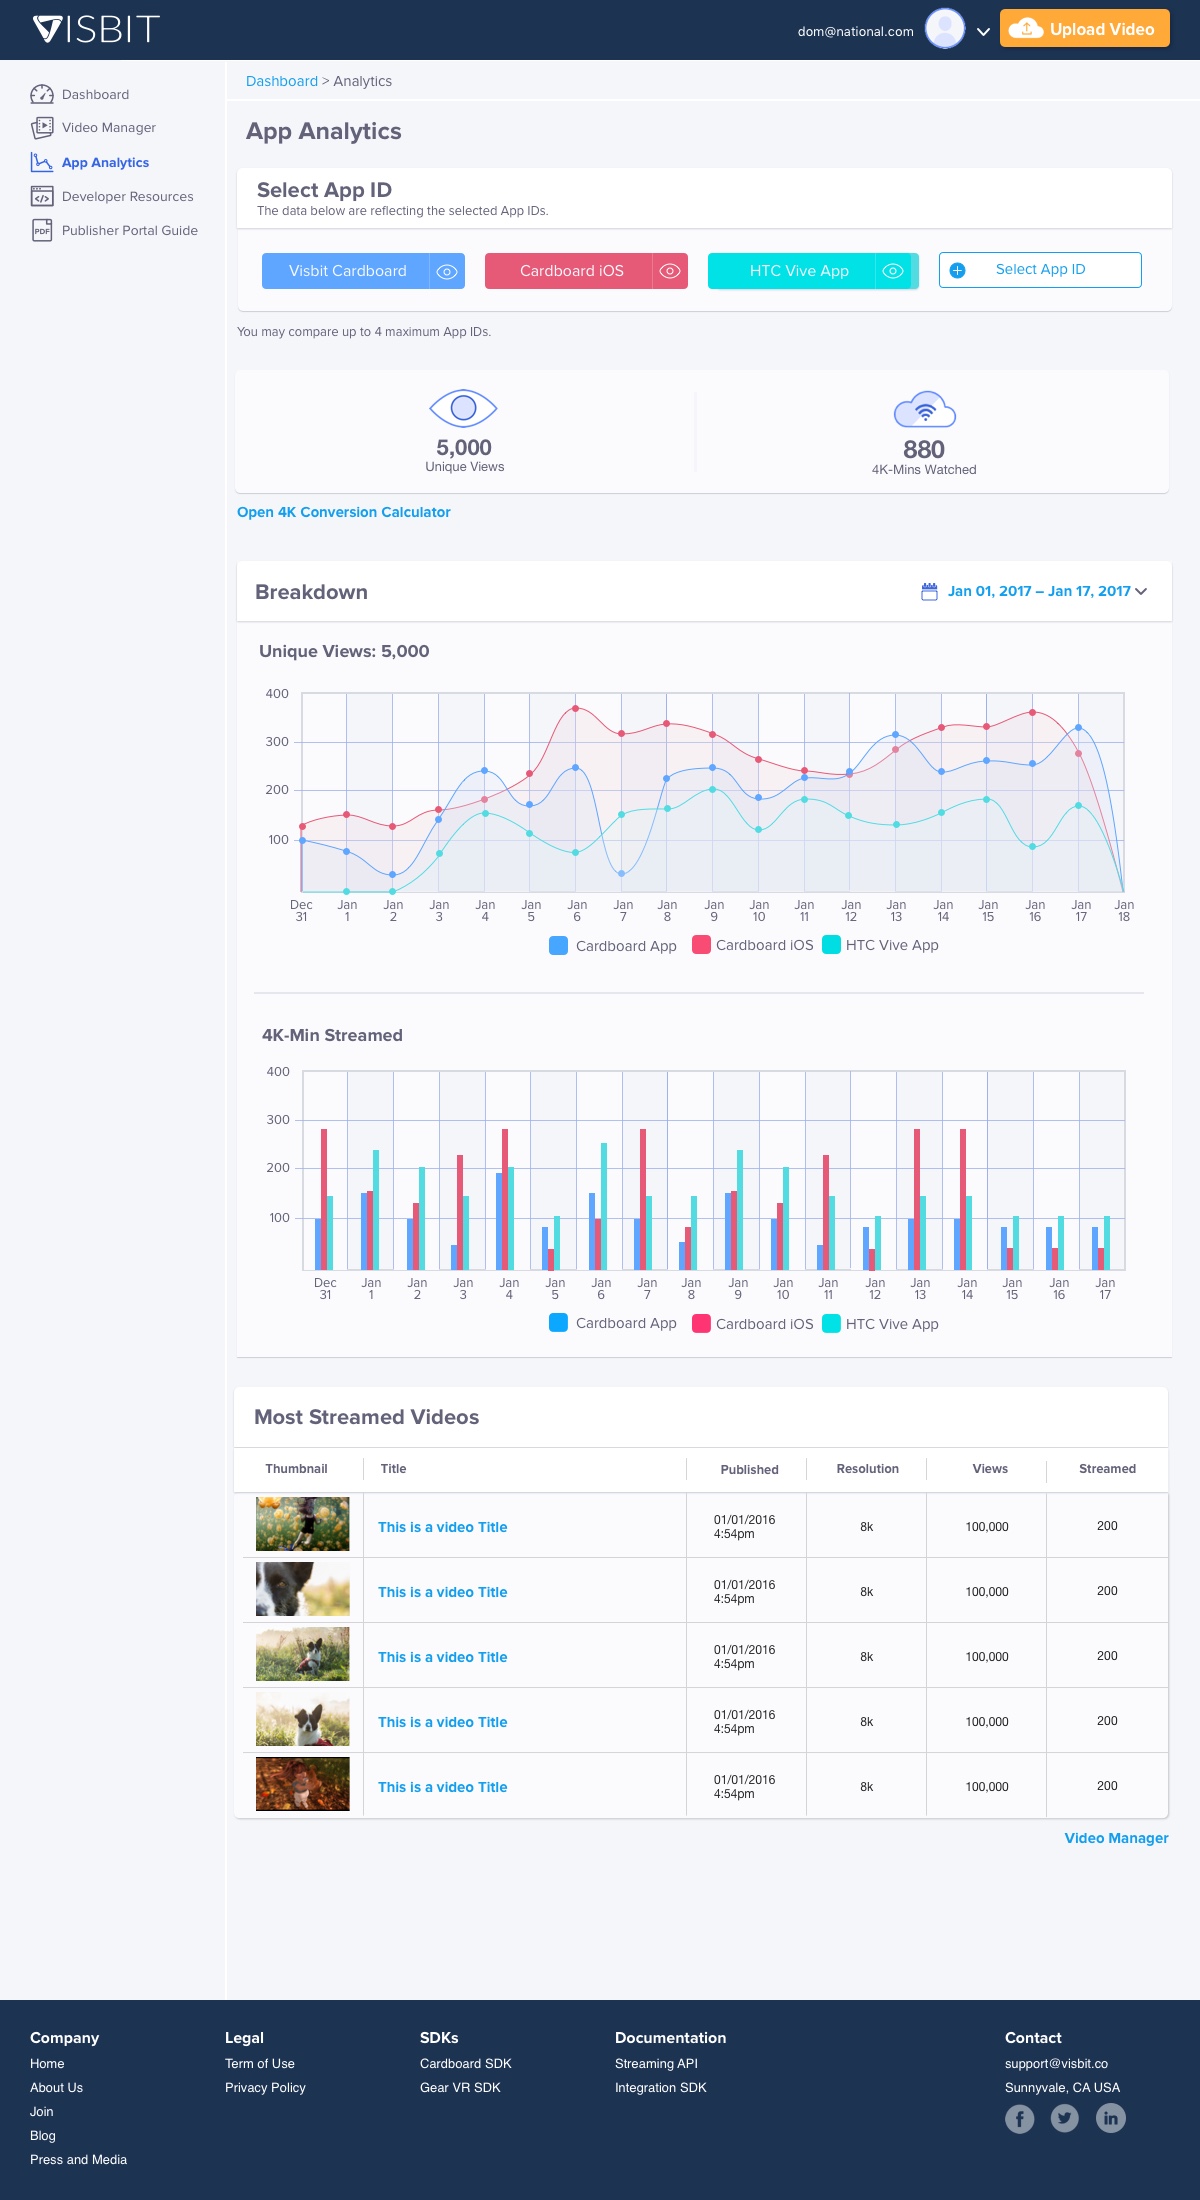 VISBIT
dom@national.com
Upload Video
Dashboard
Video Manager
App Analytics
Developer Resources
PDF
Publisher Portal Guide
Dashboard > Analytics
App Analytics
Select App ID
The data below are reflecting the selected App IDs.
Visbit Cardboard
Cardboard iOS
HTC Vive App
Select App ID
You may compare up to 4 maximum App IDs.
5,000
Unique Views
880
4K-Mins Watched
Open 4K Conversion Calculator
Breakdown
Jan 01, 2017 – Jan 17, 2017
Unique Views: 5,000
400
300
200
100
Dec 31
Jan 1
Jan 2
Jan 3
Jan 4
Jan 5
Jan 6
Jan 7
Jan 8
Jan 9
Jan 10
Jan 11
Jan 12
Jan 13
Jan 14
Jan 15
Jan 16
Jan 17
Jan 18
Cardboard App
Cardboard iOS
HTC Vive App
4K-Min Streamed
400
300
200
100
Dec 31
Jan 1
Jan 2
Jan 3
Jan 4
Jan 5
Jan 6
Jan 7
Jan 8
Jan 9
Jan 10
Jan 11
Jan 12
Jan 13
Jan 14
Jan 15
Jan 16
Jan 17
Cardboard App
Cardboard iOS
HTC Vive App
Most Streamed Videos
Thumbnail Title Published Resolution Views Streamed
This is a video Title 01/01/2016 4:54pm 8k 100,000 200
This is a video Title 01/01/2016 4:54pm 8k 100,000 200
This is a video Title 01/01/2016 4:54pm 8k 100,000 200
This is a video Title 01/01/2016 4:54pm 8k 100,000 200
This is a video Title 01/01/2016 4:54pm 8k 100,000 200
Video Manager
Company
Home
About Us
Join
Blog
Press and Media
Legal
Term of Use
Privacy Policy
SDKs
Cardboard SDK
Gear VR SDK
Documentation
Streaming API
Integration SDK
Contact
support@visbit.co
Sunnyvale, CA USA